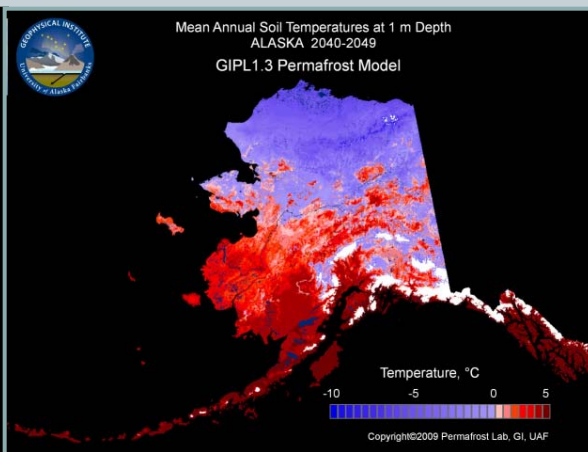 GEOPHYSICAL INSTITUTE
University of Alaska Fairbanks
Mean Annual Soil Temperatures at 1 m Depth
ALASKA 2040-2049
GIPL1.3 Permafrost Model
Temperature, °C
-10 -5 0 5
Copyright©2009 Permafrost Lab, GI, UAF